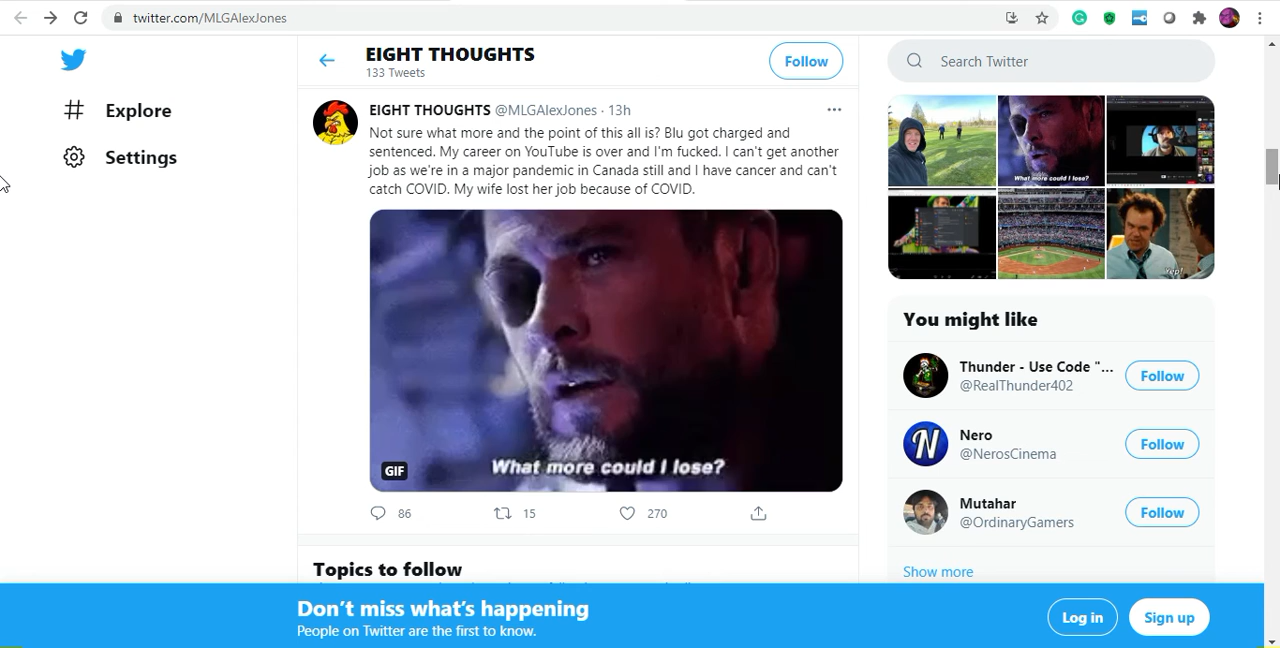 twitter.com/MLGAlexJones
EIGHT THOUGHTS
133 Tweets
Follow
Search Twitter
Explore
Settings
EIGHT THOUGHTS @MLGAlexJones · 13h
Not sure what more and the point of this all is? Blu got charged and
sentenced. My career on YouTube is over and I'm fucked. I can't get another
job as we're in a major pandemic in Canada still and I have cancer and can't
catch COVID. My wife lost her job because of COVID.
GIF
What more could I lose?
86
15
270
Topics to follow
What more could I lose?
Yep!
You might like
Thunder - Use Code "...
@RealThunder402
Follow
Nero
@NerosCinema
Follow
Mutahar
@OrdinaryGamers
Follow
Show more
Don't miss what's happening
People on Twitter are the first to know.
Log in
Sign up